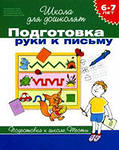 Школа для дошколят
6-7 лет
Подготовка
руки к письму
Подготовка к школе. Тесты